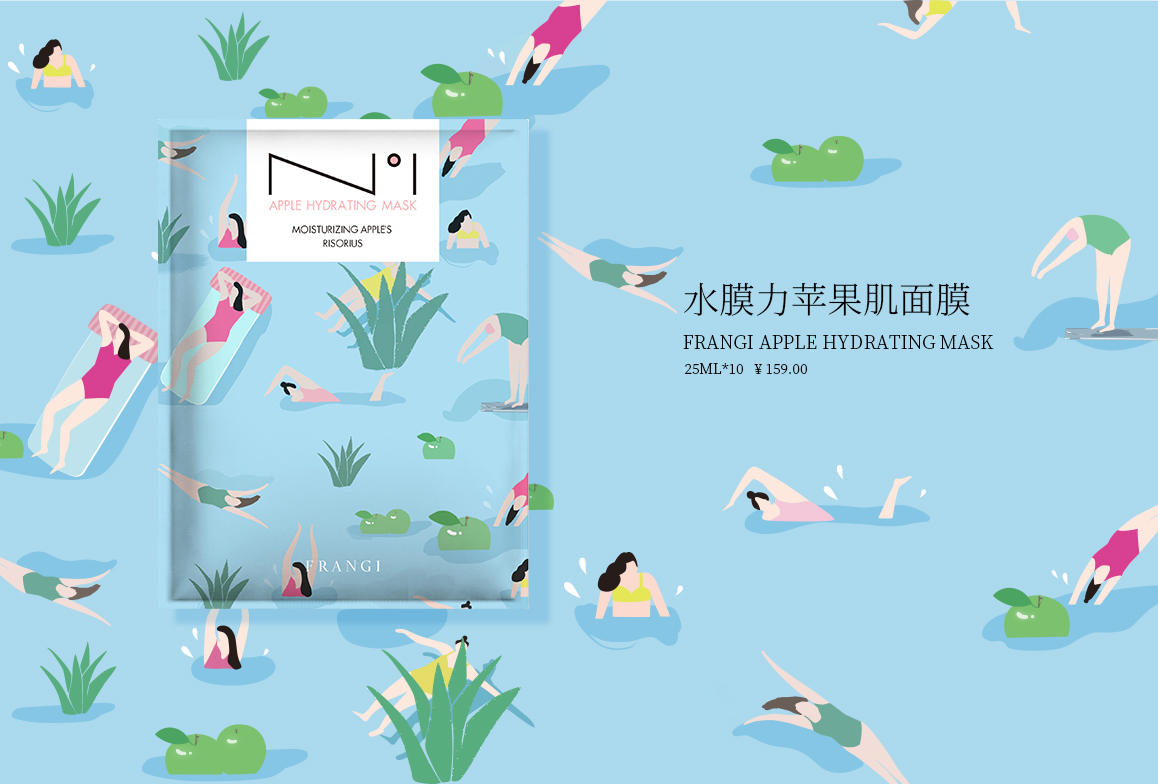 N°1
APPLE HYDRATING MASK
MOISTURIZING APPLE'S
RISORIUS
FRANGI
水膜力苹果肌面膜
FRANGI APPLE HYDRATING MASK
25ML*10 ¥ 159.00